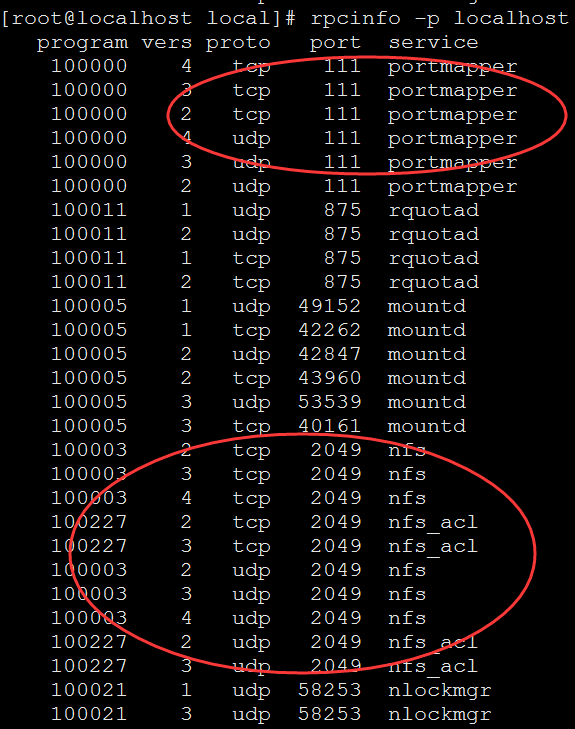 [root@localhost local]# rpcinfo -p localhost
program vers proto port service
100000 4 tcp 111 portmapper
100000 3 tcp 111 portmapper
100000 2 tcp 111 portmapper
100000 4 udp 111 portmapper
100000 3 udp 111 portmapper
100000 2 udp 111 portmapper
100011 1 udp 875 rquotad
100011 2 udp 875 rquotad
100011 1 tcp 875 rquotad
100011 2 tcp 875 rquotad
100005 1 udp 49152 mountd
100005 1 tcp 42262 mountd
100005 2 udp 42847 mountd
100005 2 tcp 43960 mountd
100005 3 udp 53539 mountd
100005 3 tcp 40161 mountd
100003 2 tcp 2049 nfs
100003 3 tcp 2049 nfs
100003 4 tcp 2049 nfs
100227 2 tcp 2049 nfs_acl
100227 3 tcp 2049 nfs_acl
100003 2 udp 2049 nfs
100003 3 udp 2049 nfs
100003 4 udp 2049 nfs
100227 2 udp 2049 nfs_acl
100227 3 udp 2049 nfs_acl
100021 1 udp 58253 nlockmgr
100021 3 udp 58253 nlockmgr